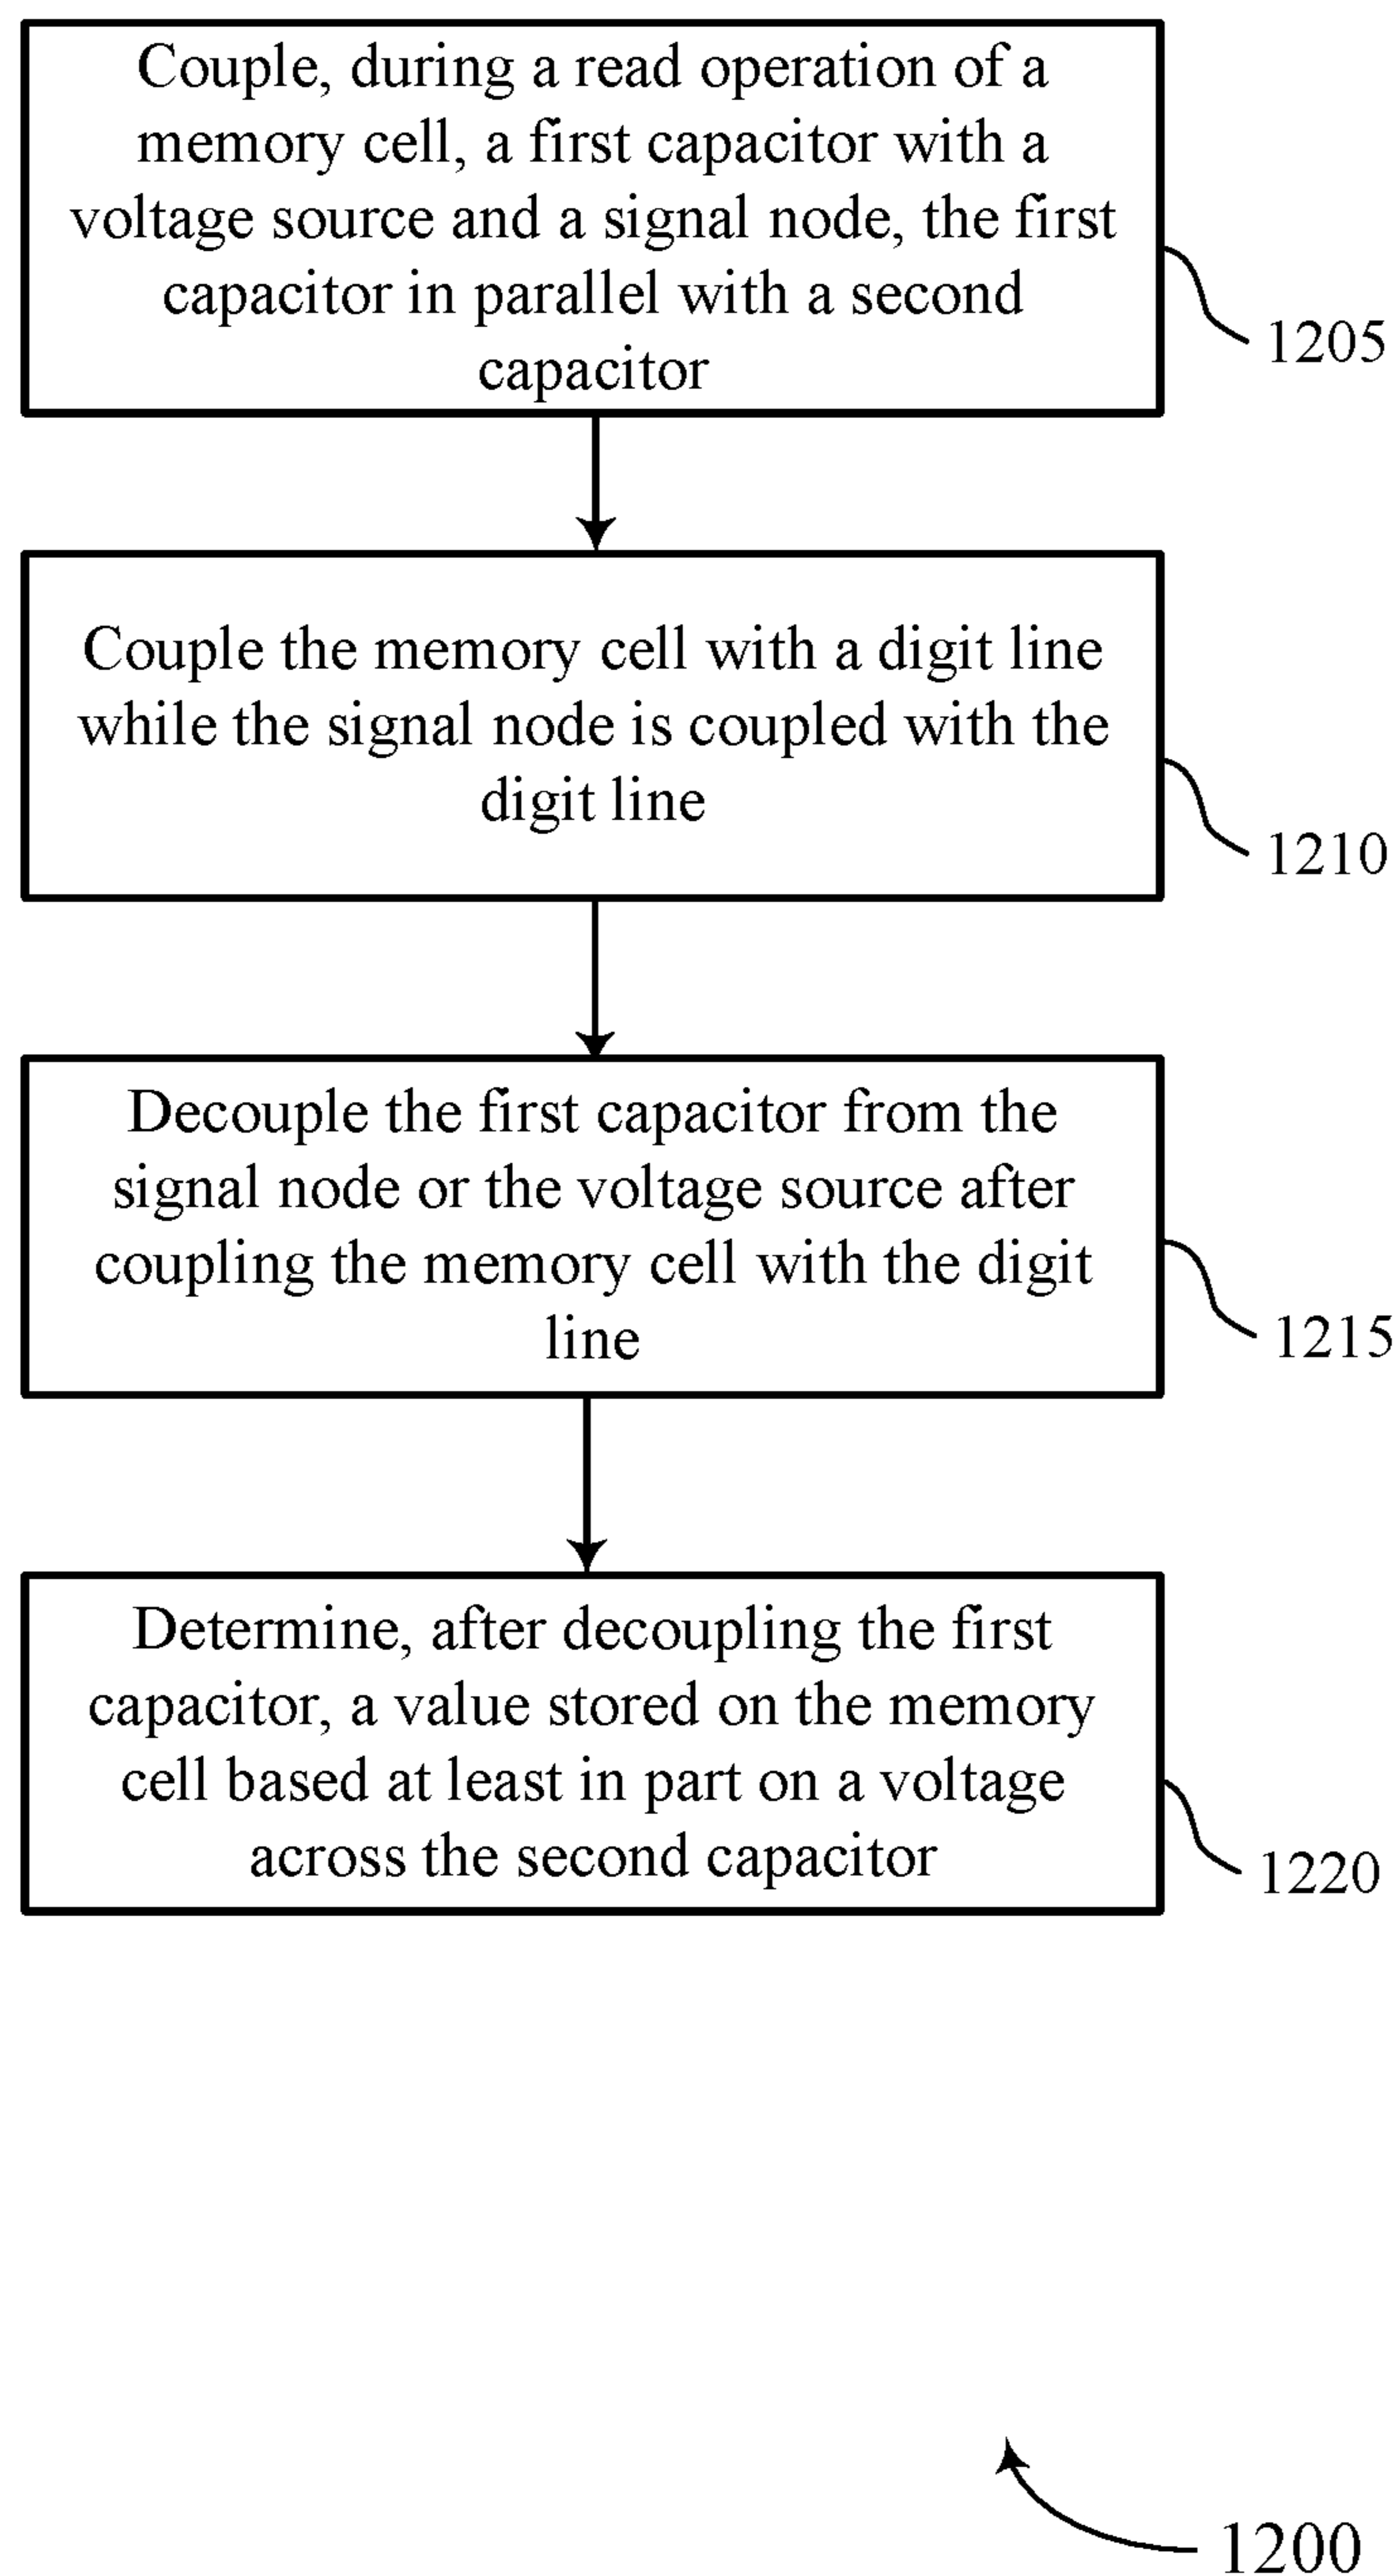 Couple, during a read operation of a
memory cell, a first capacitor with a
voltage source and a signal node, the first
capacitor in parallel with a second
capacitor
1205
Couple the memory cell with a digit line
while the signal node is coupled with the
digit line
1210
Decouple the first capacitor from the
signal node or the voltage source after
coupling the memory cell with the digit
line
1215
Determine, after decoupling the first
capacitor, a value stored on the memory
cell based at least in part on a voltage
across the second capacitor
1220
1200